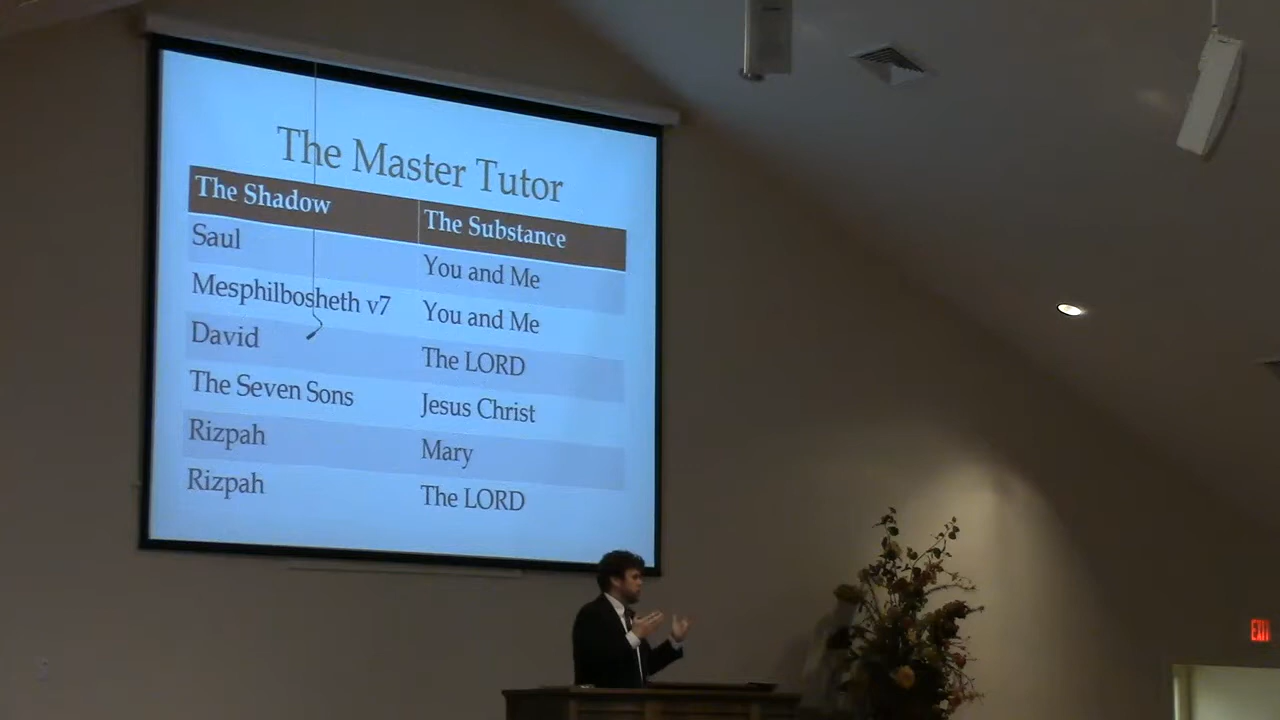 The Master Tutor
The Shadow The Substance
Saul You and Me
Mesphilbosheth v7 You and Me
David The LORD
The Seven Sons Jesus Christ
Rizpah Mary
Rizpah The LORD
EXIT